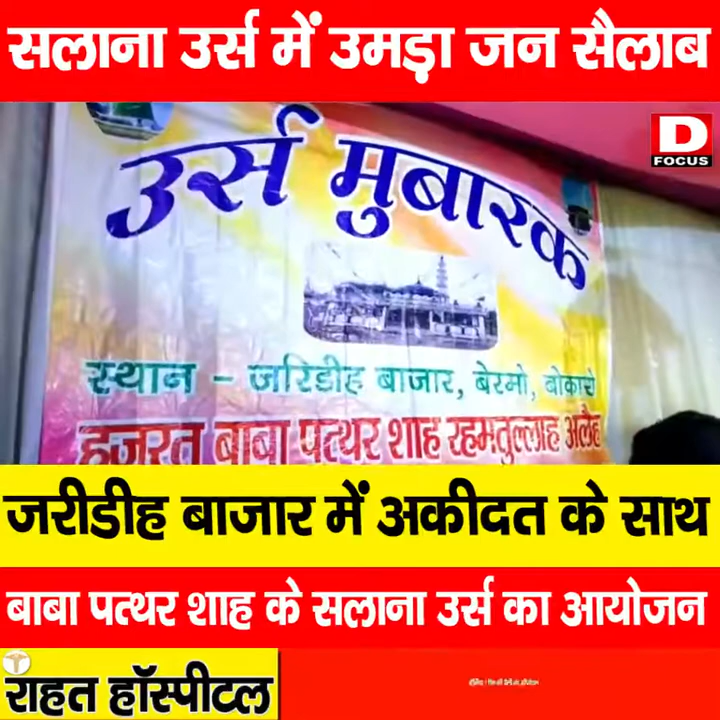 सलाना उर्स में उमड़ा जन सैलाब
D
FOCUS
उर्स मुबारक
स्थान - जरिडीह बाजार, बेरमो, बोकारो
हजरत बाबा पत्थर शाह रहमतुल्लाह अलैह
जरीडीह बाजार में अकीदत के साथ
बाबा पत्थर शाह के सलाना उर्स का आयोजन
राहत हॉस्पीटल